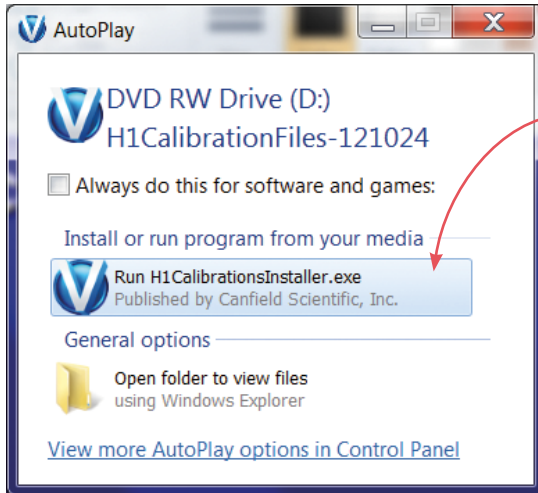 AutoPlay
DVD RW Drive (D:)
H1CalibrationFiles-121024
Always do this for software and games:
Install or run program from your media
Run H1CalibrationsInstaller.exe
Published by Canfield Scientific, Inc.
General options
Open folder to view files
using Windows Explorer
View more AutoPlay options in Control Panel